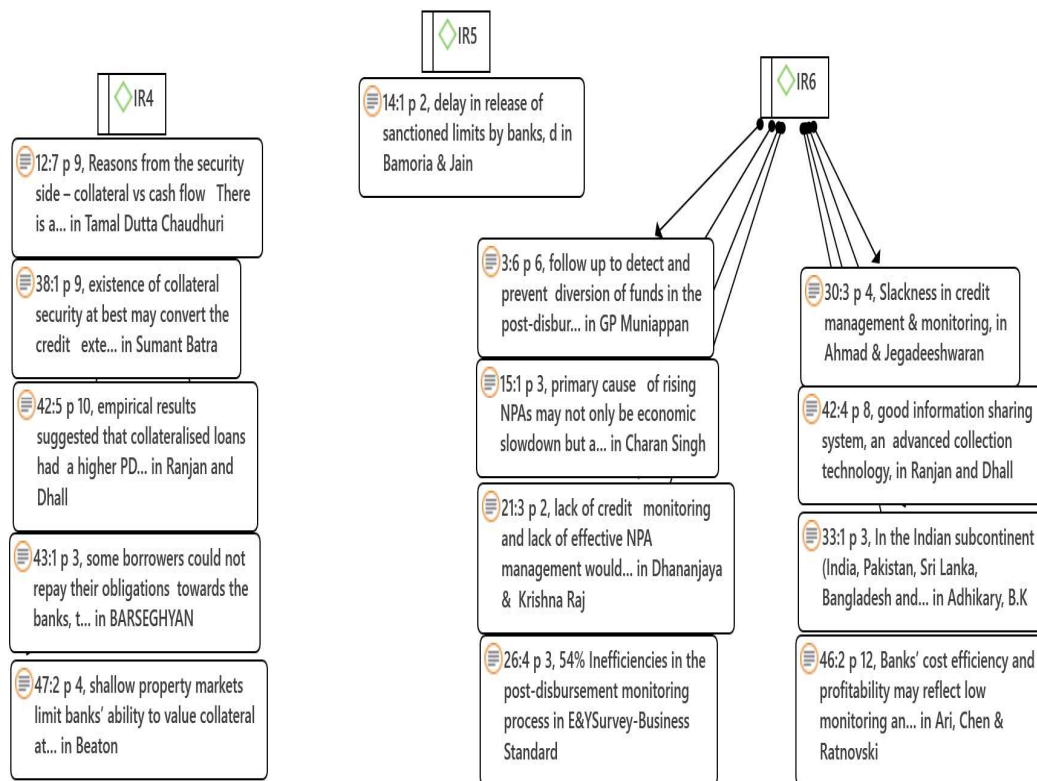 IR4
12:7 p 9, Reasons from the security
side – collateral vs cash flow There
is a... in Tamal Dutta Chaudhuri
38:1 p 9, existence of collateral
security at best may convert the
credit exte... in Sumant Batra
42:5 p 10, empirical results
suggested that collateralised loans
had a higher PD... in Ranjan and
Dhall
43:1 p 3, some borrowers could not
repay their obligations towards the
banks, t... in BARSEGHYAN
47:2 p 4, shallow property markets
limit banks’ ability to value collateral
at... in Beaton
IR5
14:1 p 2, delay in release of
sanctioned limits by banks, d in
Bamoria & Jain
IR6
3:6 p 6, follow up to detect and
prevent diversion of funds in the
post-disbur... in GP Muniappan
15:1 p 3, primary cause of rising
NPAs may not only be economic
slowdown but a... in Charan Singh
21:3 p 2, lack of credit monitoring
and lack of effective NPA
management would... in Dhananjaya
& Krishna Raj
26:4 p 3, 54% Inefficiencies in the
post-disbursement monitoring
process in E&YSurvey-Business
Standard
30:3 p 4, Slackness in credit
management & monitoring, in
Ahmad & Jegadeeshwaran
42:4 p 8, good information sharing
system, an advanced collection
technology, in Ranjan and Dhall
33:1 p 3, In the Indian subcontinent
(India, Pakistan, Sri Lanka,
Bangladesh and... in Adhikary, B.K
46:2 p 12, Banks’ cost efficiency and
profitability may reflect low
monitoring an... in Ari, Chen &
Ratnovski